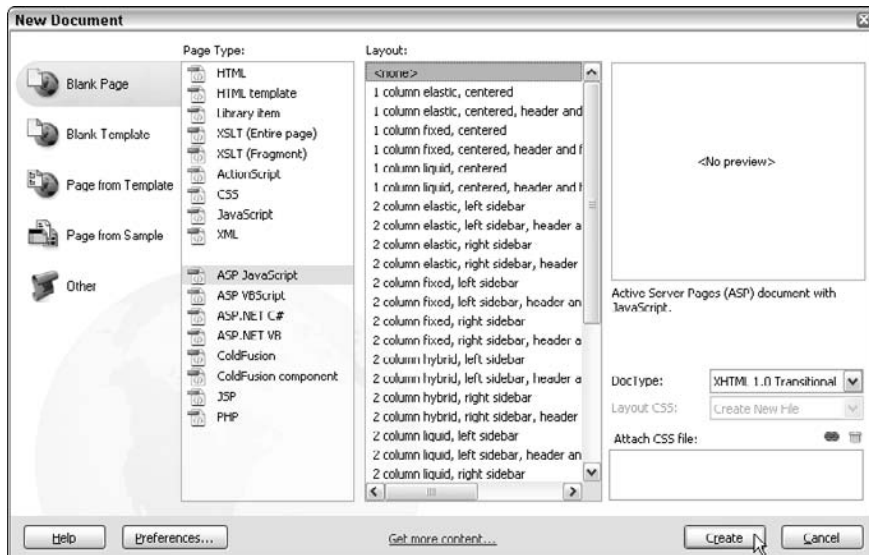 New Document
Blank Page
Blank Template
Page from Template
Page from Sample
Other
Page Type:
HTML
HTML template
Library item
XSLT (Entire page)
XSLT (Fragment)
ActionScript
CSS
JavaScript
XML
ASP JavaScript
ASP VBScript
ASP.NET C#
ASP.NET VB
ColdFusion
ColdFusion component
JSP
PHP
Layout:
<none>
1 column elastic, centered
1 column elastic, centered, header and
1 column fixed, centered
1 column fixed, centered, header and f
1 column liquid, centered
1 column liquid, centered, header and
2 column elastic, left sidebar
2 column elastic, left sidebar, header a
2 column elastic, right sidebar
2 column elastic, right sidebar, header
2 column fixed, left sidebar
2 column fixed, left sidebar, header an
2 column fixed, right sidebar
2 column fixed, right sidebar, header a
2 column hybrid, left sidebar
2 column hybrid, left sidebar, header a
2 column hybrid, right sidebar
2 column hybrid, right sidebar, header
2 column liquid, left sidebar
2 column liquid, left sidebar, header an
2 column liquid, right sidebar
<No preview>
Active Server Pages (ASP) document with
JavaScript.
DocType: XHTML 1.0 Transitional
Layout CSS: Create New File
Attach CSS file:
Help
Preferences...
Get more content...
Create
Cancel